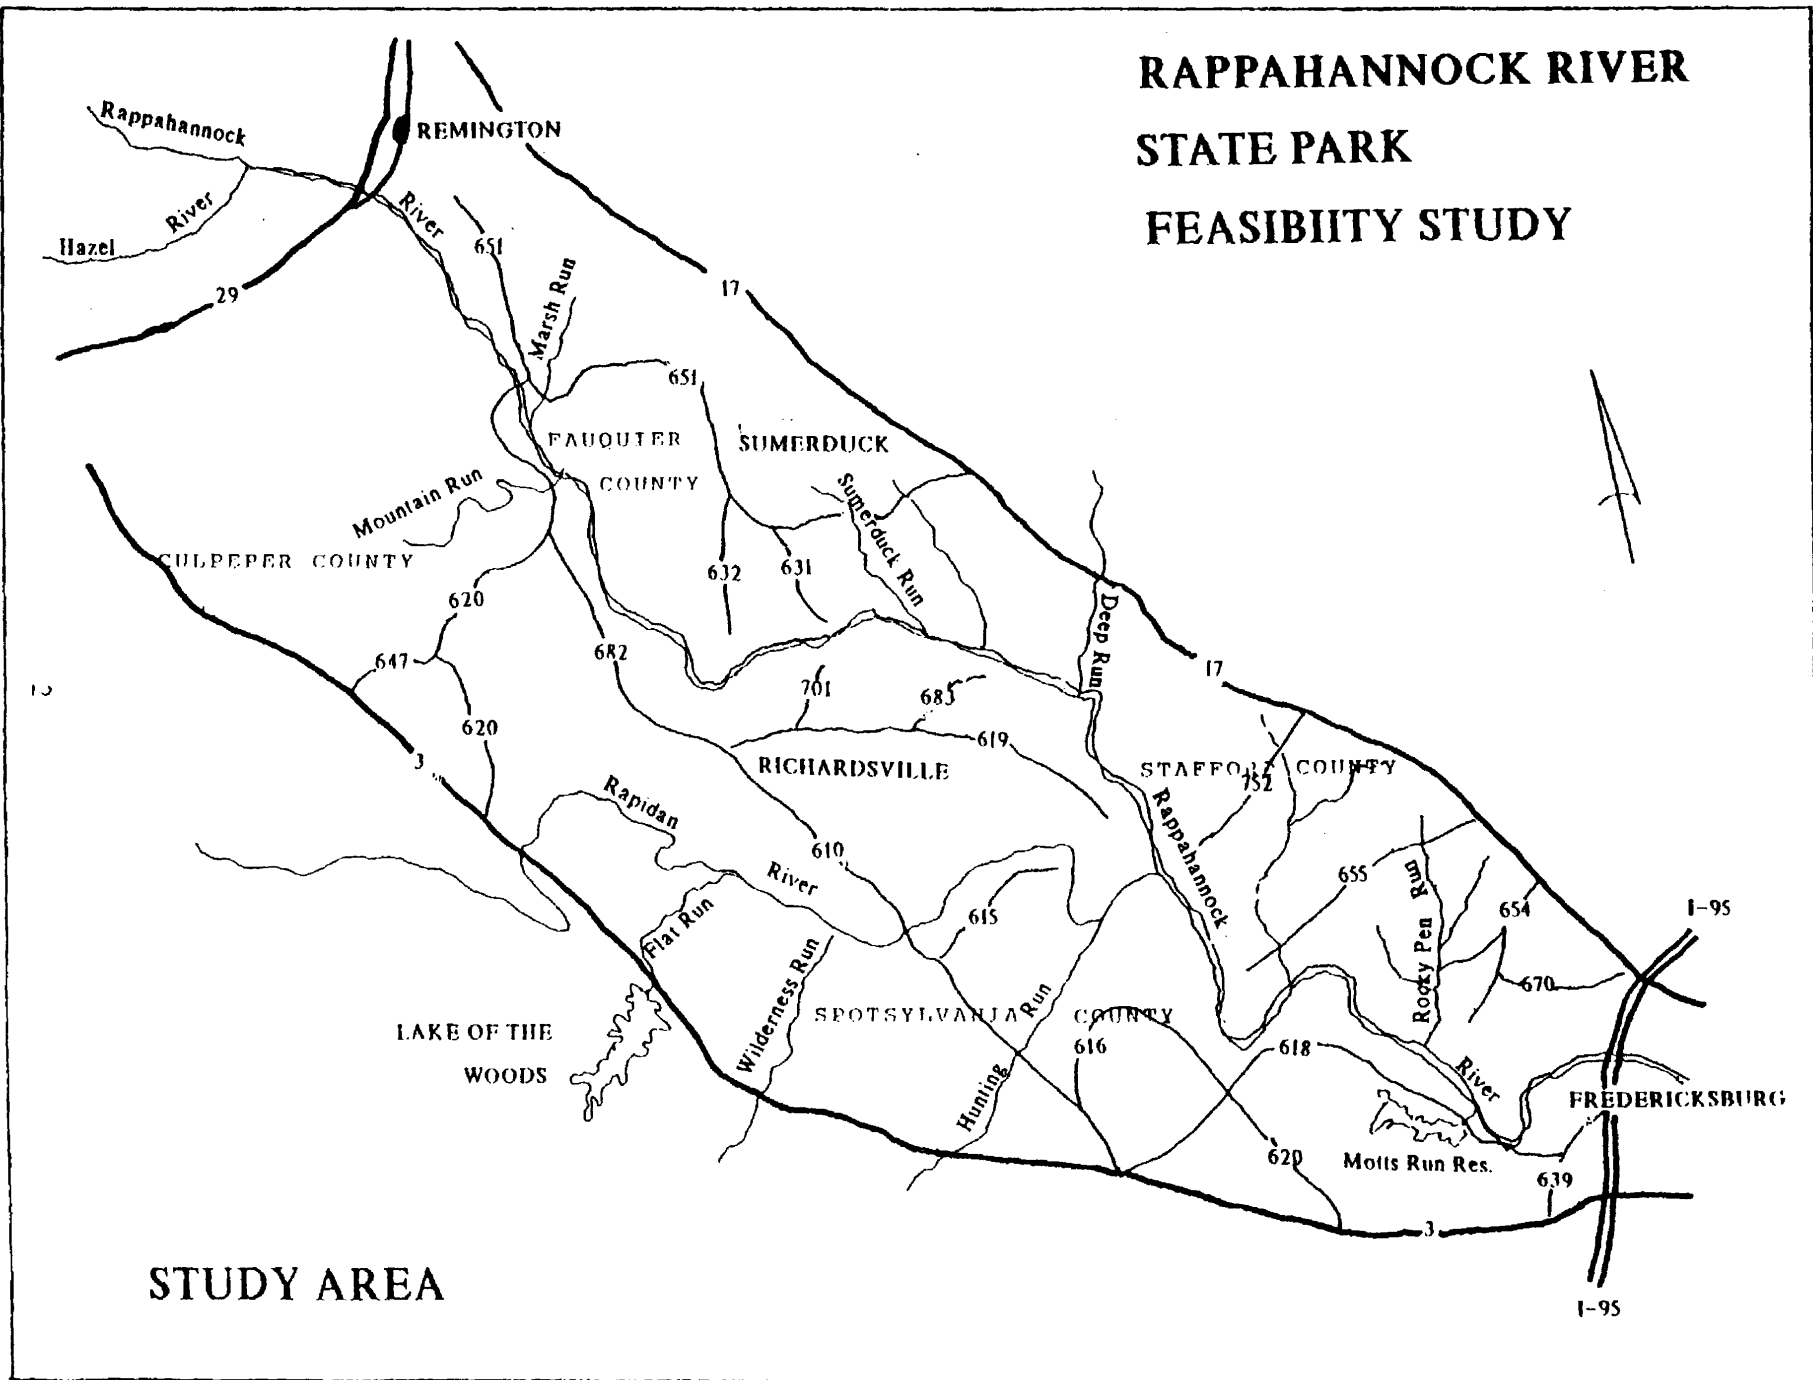 RAPPAHANNOCK RIVER
STATE PARK
FEASIBIITY STUDY
Rappahannock
River
REMINGTON
Hazel
River
29
651
Marsh Run
17
651
FAUQUIER
COUNTY
SUMERDUCK
Sumerduck Run
Mountain Run
CULPEPER COUNTY
632
631
620
Deep Run
647
682
17
701
683
620
619
3
RICHARDSVILLE
STAFFORD COUNTY
752
Rapidan
River
Rappahannock
610
655
Rocky Pen Run
654
615
I-95
Flat Run
Wilderness Run
670
SPOTSYLVANIA COUNTY
Hunting Run
LAKE OF THE
WOODS
616
618
River
FREDERICKSBURG
620
Motts Run Res.
639
3
STUDY AREA
I-95